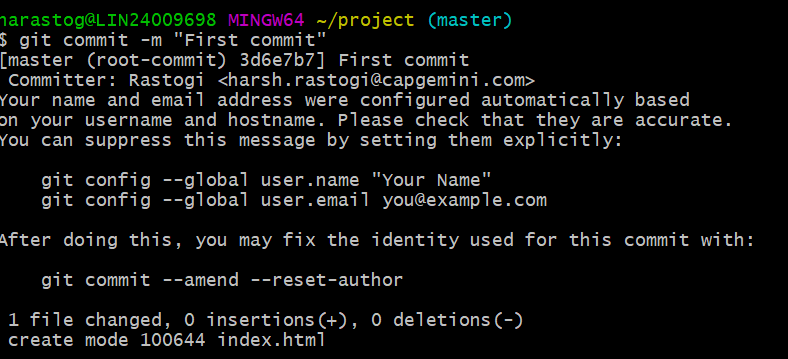 harastog@LIN24009698 MINGW64 ~/project (master)
$ git commit -m "First commit"
[master (root-commit) 3d6e7b7] First commit
Committer: Rastogi <harsh.rastogi@capgemini.com>
Your name and email address were configured automatically based
on your username and hostname. Please check that they are accurate.
You can suppress this message by setting them explicitly:
git config --global user.name "Your Name"
git config --global user.email you@example.com
After doing this, you may fix the identity used for this commit with:
git commit --amend --reset-author
1 file changed, 0 insertions(+), 0 deletions(-)
create mode 100644 index.html